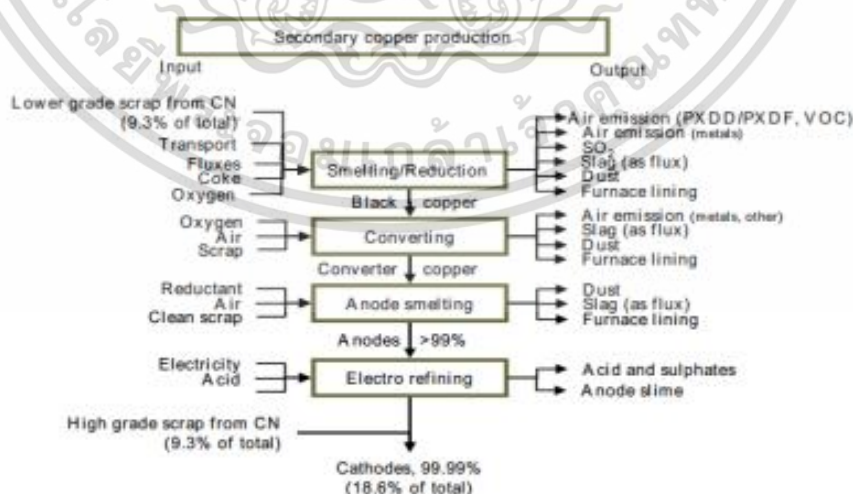 Secondary copper production
Input
Output
Lower grade scrap from CN
(9.3% of total)
Transport
Fluxes
Coke
Oxygen
Smelting/Reduction
Air emission (PXDD/PXDF, VOC)
Air emission (metals)
SO2
Slag (as flux)
Dust
Furnace lining
Black copper
Oxygen
Air
Scrap
Converting
Air emission (metals, other)
Slag (as flux)
Dust
Furnace lining
Converter copper
Reductant
Air
Clean scrap
Anode smelting
Dust
Slag (as flux)
Furnace lining
Anodes >99%
Electricity
Acid
Electro refining
Acid and sulphates
Anode slime
High grade scrap from CN
(9.3% of total)
Cathodes, 99.99%
(18.6% of total)